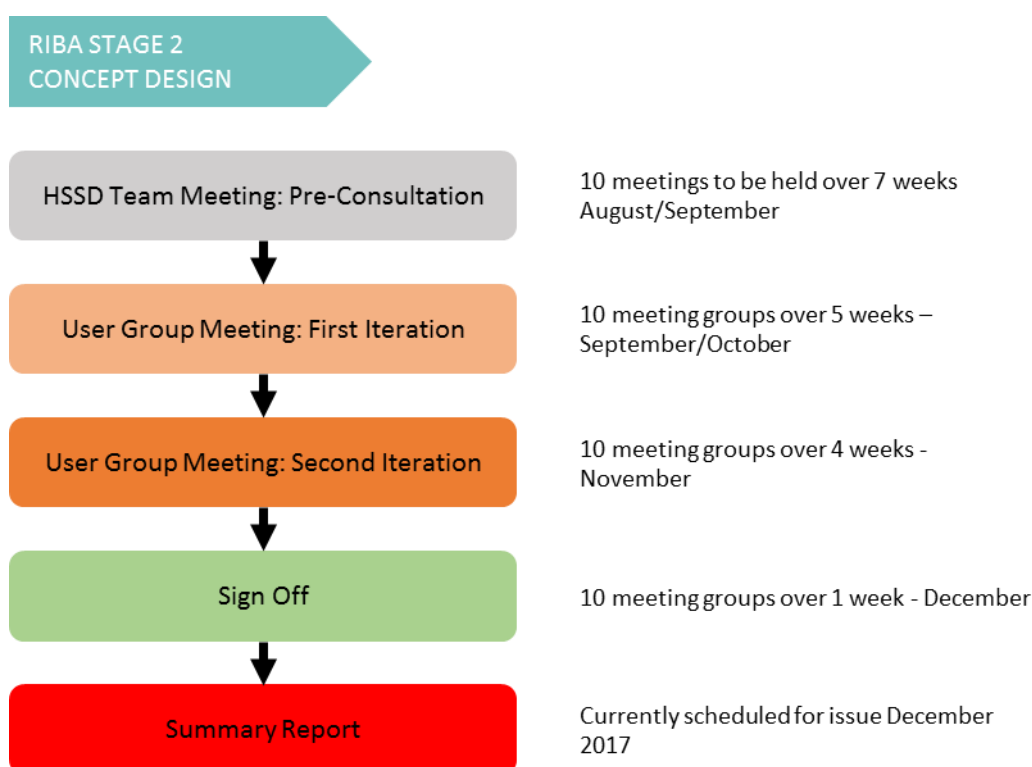 RIBA STAGE 2
CONCEPT DESIGN
HSSD Team Meeting: Pre-Consultation
10 meetings to be held over 7 weeks
August/September
User Group Meeting: First Iteration
10 meeting groups over 5 weeks –
September/October
User Group Meeting: Second Iteration
10 meeting groups over 4 weeks -
November
Sign Off
10 meeting groups over 1 week - December
Summary Report
Currently scheduled for issue December
2017